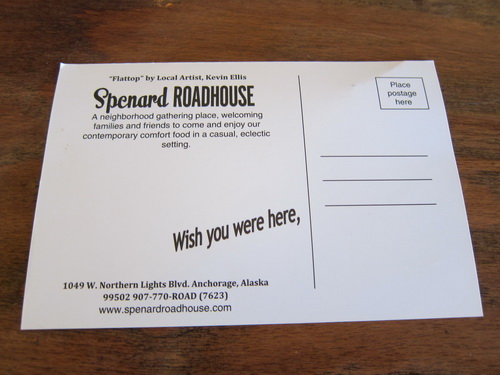 "Flattop" by Local Artist, Kevin Ellis
Spenard ROADHOUSE
A neighborhood gathering place, welcoming
families and friends to come and enjoy our
contemporary comfort food in a casual, eclectic
setting.
Place
postage
here
Wish you were here,
1049 W. Northern Lights Blvd. Anchorage, Alaska
99502 907-770-ROAD (7623)
www.spenardroadhouse.com